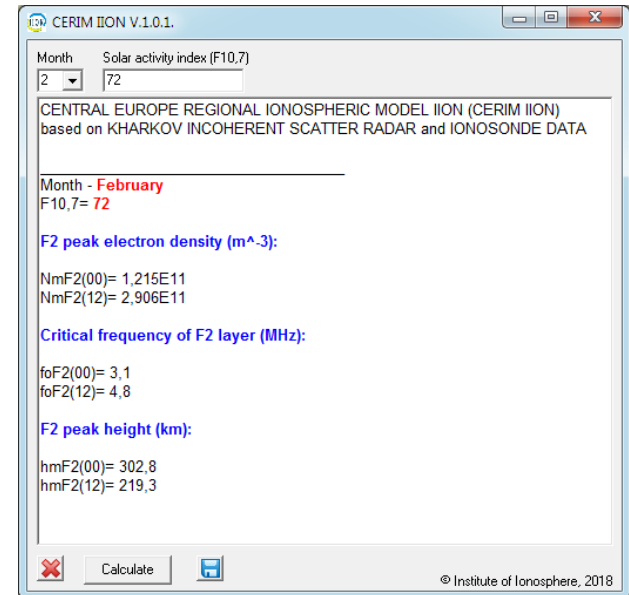 CERIM IION V.1.0.1.
Month Solar activity index (F10,7)
2 72
CENTRAL EUROPE REGIONAL IONOSPHERIC MODEL IION (CERIM IION)
based on KHARKOV INCOHERENT SCATTER RADAR and IONOSONDE DATA
Month - February
F10,7= 72
F2 peak electron density (m^-3):
NmF2(00)= 1,215E11
NmF2(12)= 2,906E11
Critical frequency of F2 layer (MHz):
foF2(00)= 3,1
foF2(12)= 4,8
F2 peak height (km):
hmF2(00)= 302,8
hmF2(12)= 219,3
Calculate
© Institute of Ionosphere, 2018